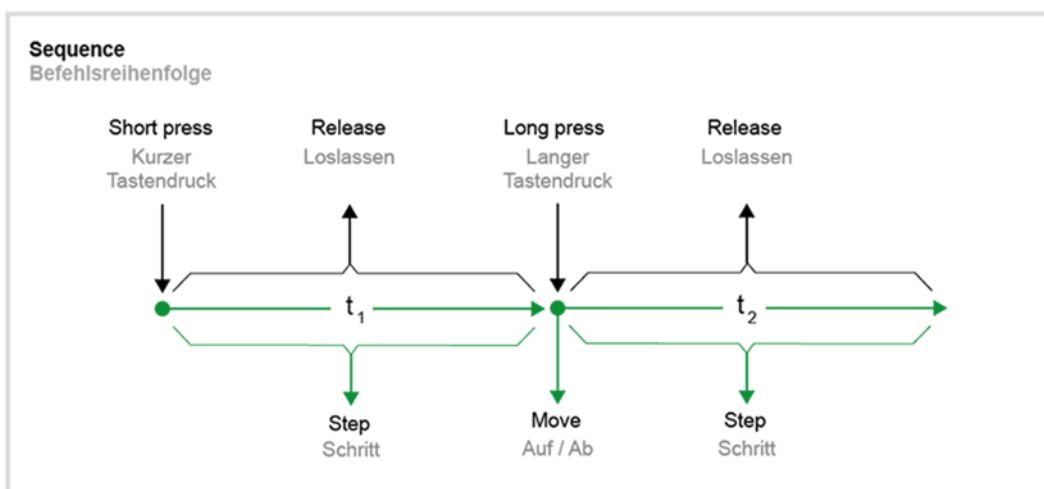 Sequence
Befehlsreihenfolge
Short press
Kurzer
Tastendruck
Release
Loslassen
Long press
Langer
Tastendruck
Release
Loslassen
t1
t2
Step
Schritt
Move
Auf / Ab
Step
Schritt